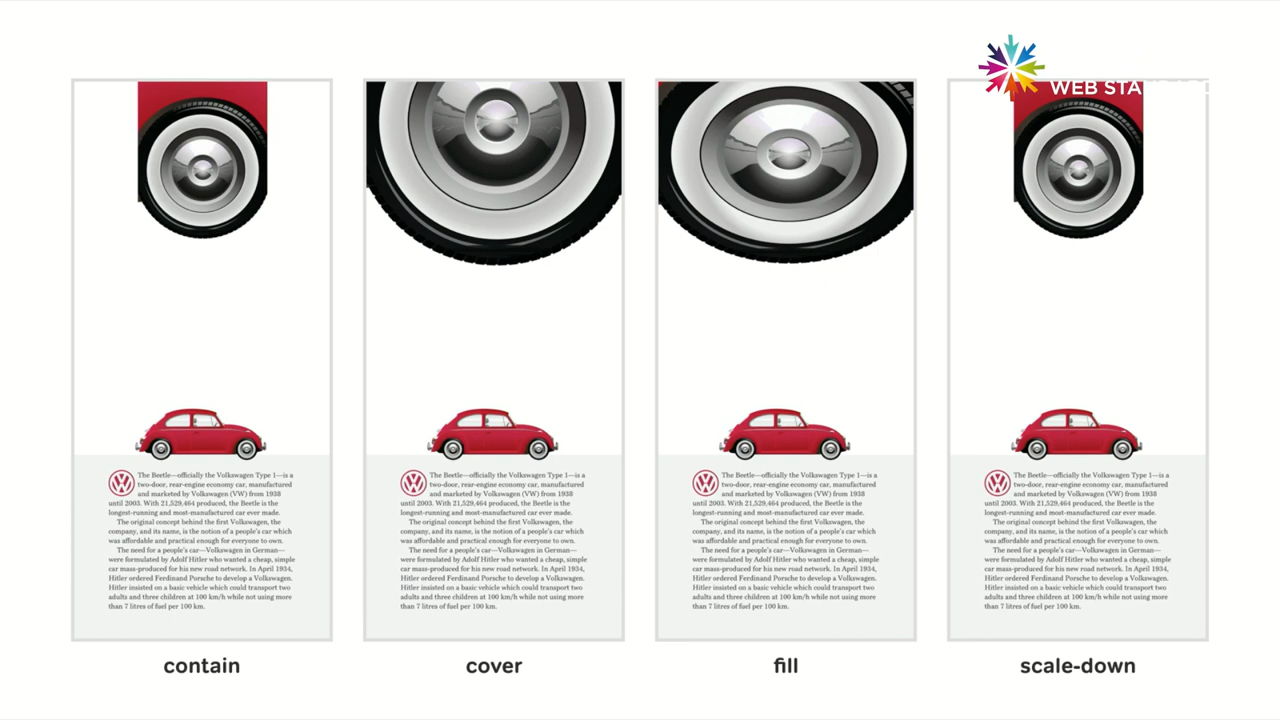 WEB STA
The Beetle—officially the Volkswagen Type 1—is a
two-door, rear-engine economy car, manufactured
and marketed by Volkswagen (VW) from 1938
until 2003. With 21,529,464 produced, the Beetle is the
longest-running and most-manufactured car ever made.
The original concept behind the first Volkswagen, the
company, and its name, is the notion of a people's car which
was affordable and practical enough for everyone to own.
The need for a people's car—Volkswagen in German—
were formulated by Adolf Hitler who wanted a cheap, simple
car mass-produced for his new road network. In April 1934,
Hitler ordered Ferdinand Porsche to develop a Volkswagen.
Hitler insisted on a basic vehicle which could transport two
adults and three children at 100 km/h while not using more
than 7 litres of fuel per 100 km.
contain
The Beetle—officially the Volkswagen Type 1—is a
two-door, rear-engine economy car, manufactured
and marketed by Volkswagen (VW) from 1938
until 2003. With 21,529,464 produced, the Beetle is the
longest-running and most-manufactured car ever made.
The original concept behind the first Volkswagen, the
company, and its name, is the notion of a people's car which
was affordable and practical enough for everyone to own.
The need for a people's car—Volkswagen in German—
were formulated by Adolf Hitler who wanted a cheap, simple
car mass-produced for his new road network. In April 1934,
Hitler ordered Ferdinand Porsche to develop a Volkswagen.
Hitler insisted on a basic vehicle which could transport two
adults and three children at 100 km/h while not using more
than 7 litres of fuel per 100 km.
cover
The Beetle—officially the Volkswagen Type 1—is a
two-door, rear-engine economy car, manufactured
and marketed by Volkswagen (VW) from 1938
until 2003. With 21,529,464 produced, the Beetle is the
longest-running and most-manufactured car ever made.
The original concept behind the first Volkswagen, the
company, and its name, is the notion of a people's car which
was affordable and practical enough for everyone to own.
The need for a people's car—Volkswagen in German—
were formulated by Adolf Hitler who wanted a cheap, simple
car mass-produced for his new road network. In April 1934,
Hitler ordered Ferdinand Porsche to develop a Volkswagen.
Hitler insisted on a basic vehicle which could transport two
adults and three children at 100 km/h while not using more
than 7 litres of fuel per 100 km.
fill
The Beetle—officially the Volkswagen Type 1—is a
two-door, rear-engine economy car, manufactured
and marketed by Volkswagen (VW) from 1938
until 2003. With 21,529,464 produced, the Beetle is the
longest-running and most-manufactured car ever made.
The original concept behind the first Volkswagen, the
company, and its name, is the notion of a people's car which
was affordable and practical enough for everyone to own.
The need for a people's car—Volkswagen in German—
were formulated by Adolf Hitler who wanted a cheap, simple
car mass-produced for his new road network. In April 1934,
Hitler ordered Ferdinand Porsche to develop a Volkswagen.
Hitler insisted on a basic vehicle which could transport two
adults and three children at 100 km/h while not using more
than 7 litres of fuel per 100 km.
scale-down